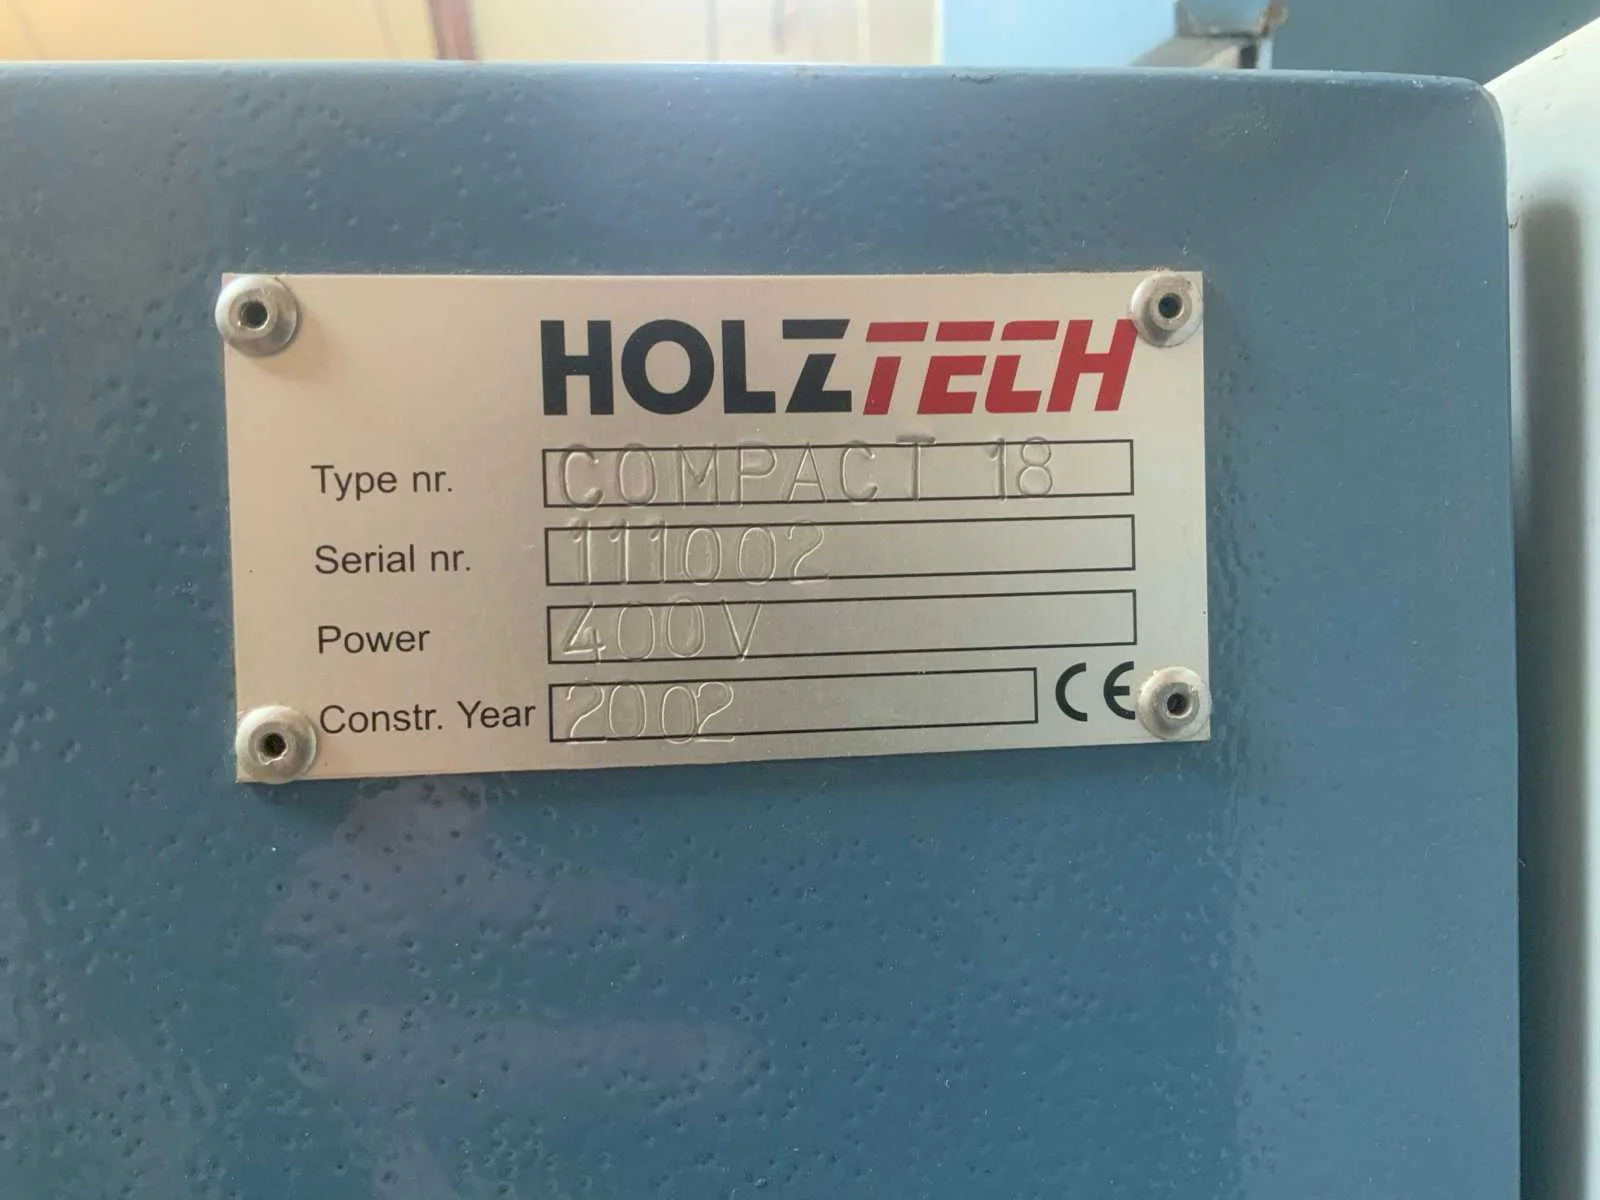 HOLZTECH
Type nr. COMPACT 18
Serial nr. 111002
Power 400V
Constr. Year 2002 CE